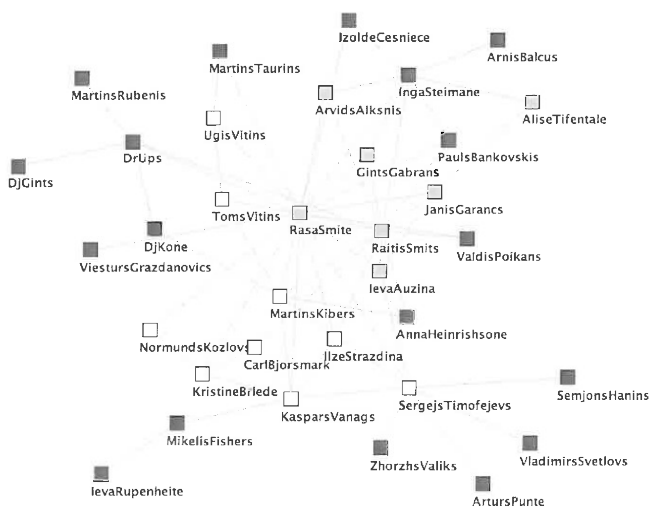 IzoldeCesniece
ArnisBalcus
MartinsTaurins
IngaSteimane
MartinsRubenis
ArvidsAlksnis
AliseTifentale
UgisVitins
DrUps
PaulsBankovskis
GintsGabrans
DjGints
TomsVitins
JanisGarancs
RasaSmite
DjKone
RaitisSmits
ValdisPoikans
ViestursGrazdanovics
IevaAuzina
MartinsKibers
AnnaHeinrishsone
NormundsKozlovs
CarlBjorsmark
IlzeStrazdina
KristineBriede
SemjonsHanins
SergejsTimofejevs
KasparsVanags
MikelisFishers
VladimirsSvetlovs
ZhorzhsValiks
IevaRupenheite
ArtursPunte